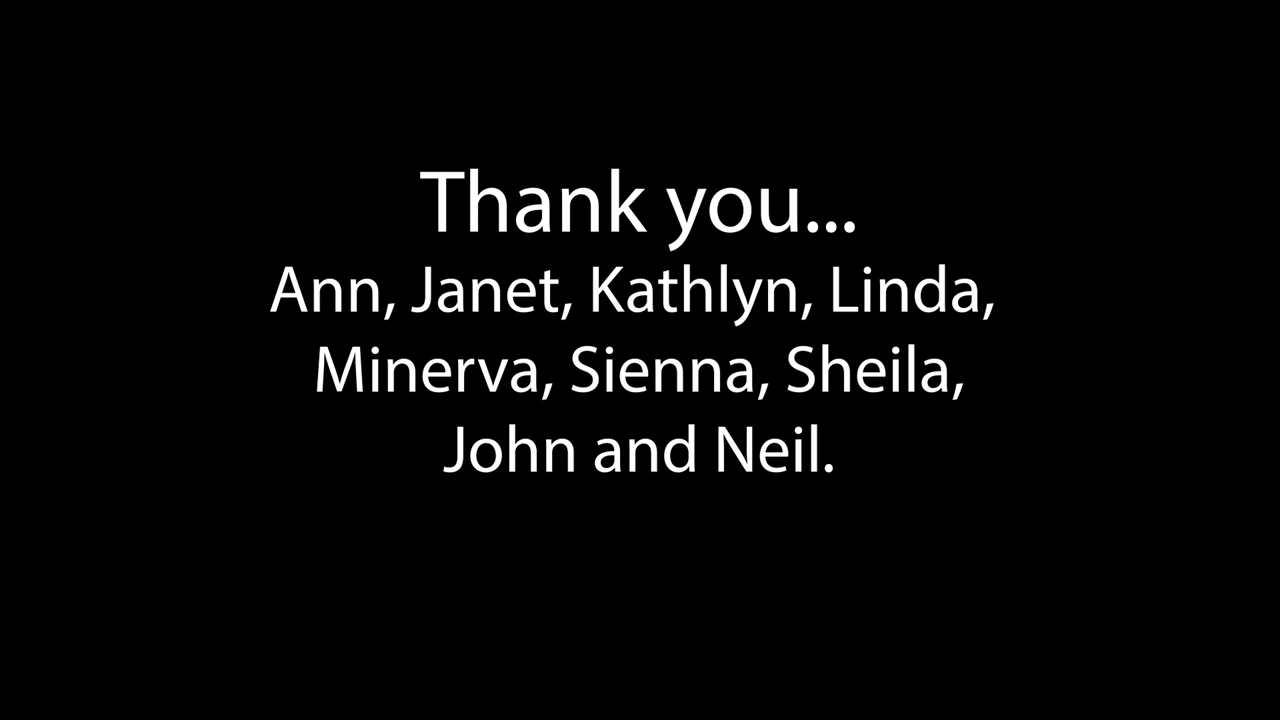 Thank you...
Ann, Janet, Kathlyn, Linda,
Minerva, Sienna, Sheila,
John and Neil.